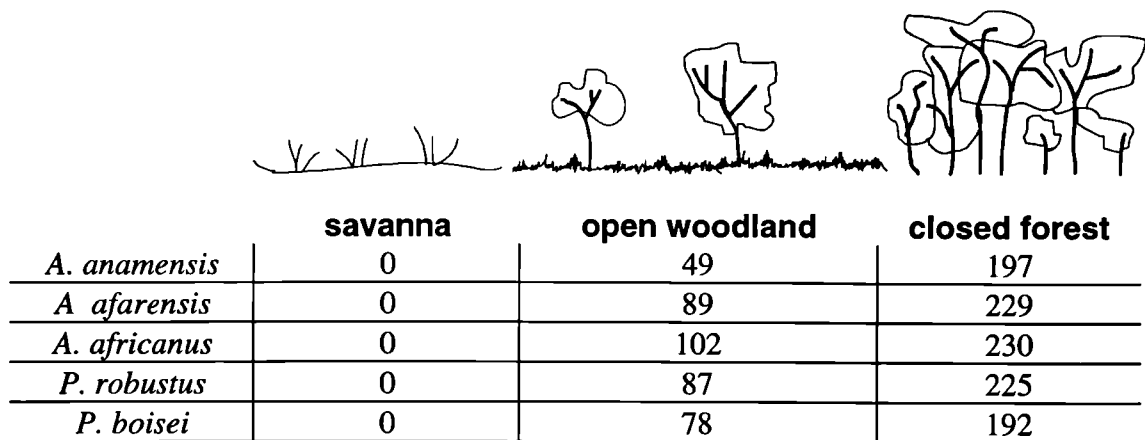 savanna open woodland closed forest
A. anamensis 0 49 197
A afarensis 0 89 229
A. africanus 0 102 230
P. robustus 0 87 225
P. boisei 0 78 192